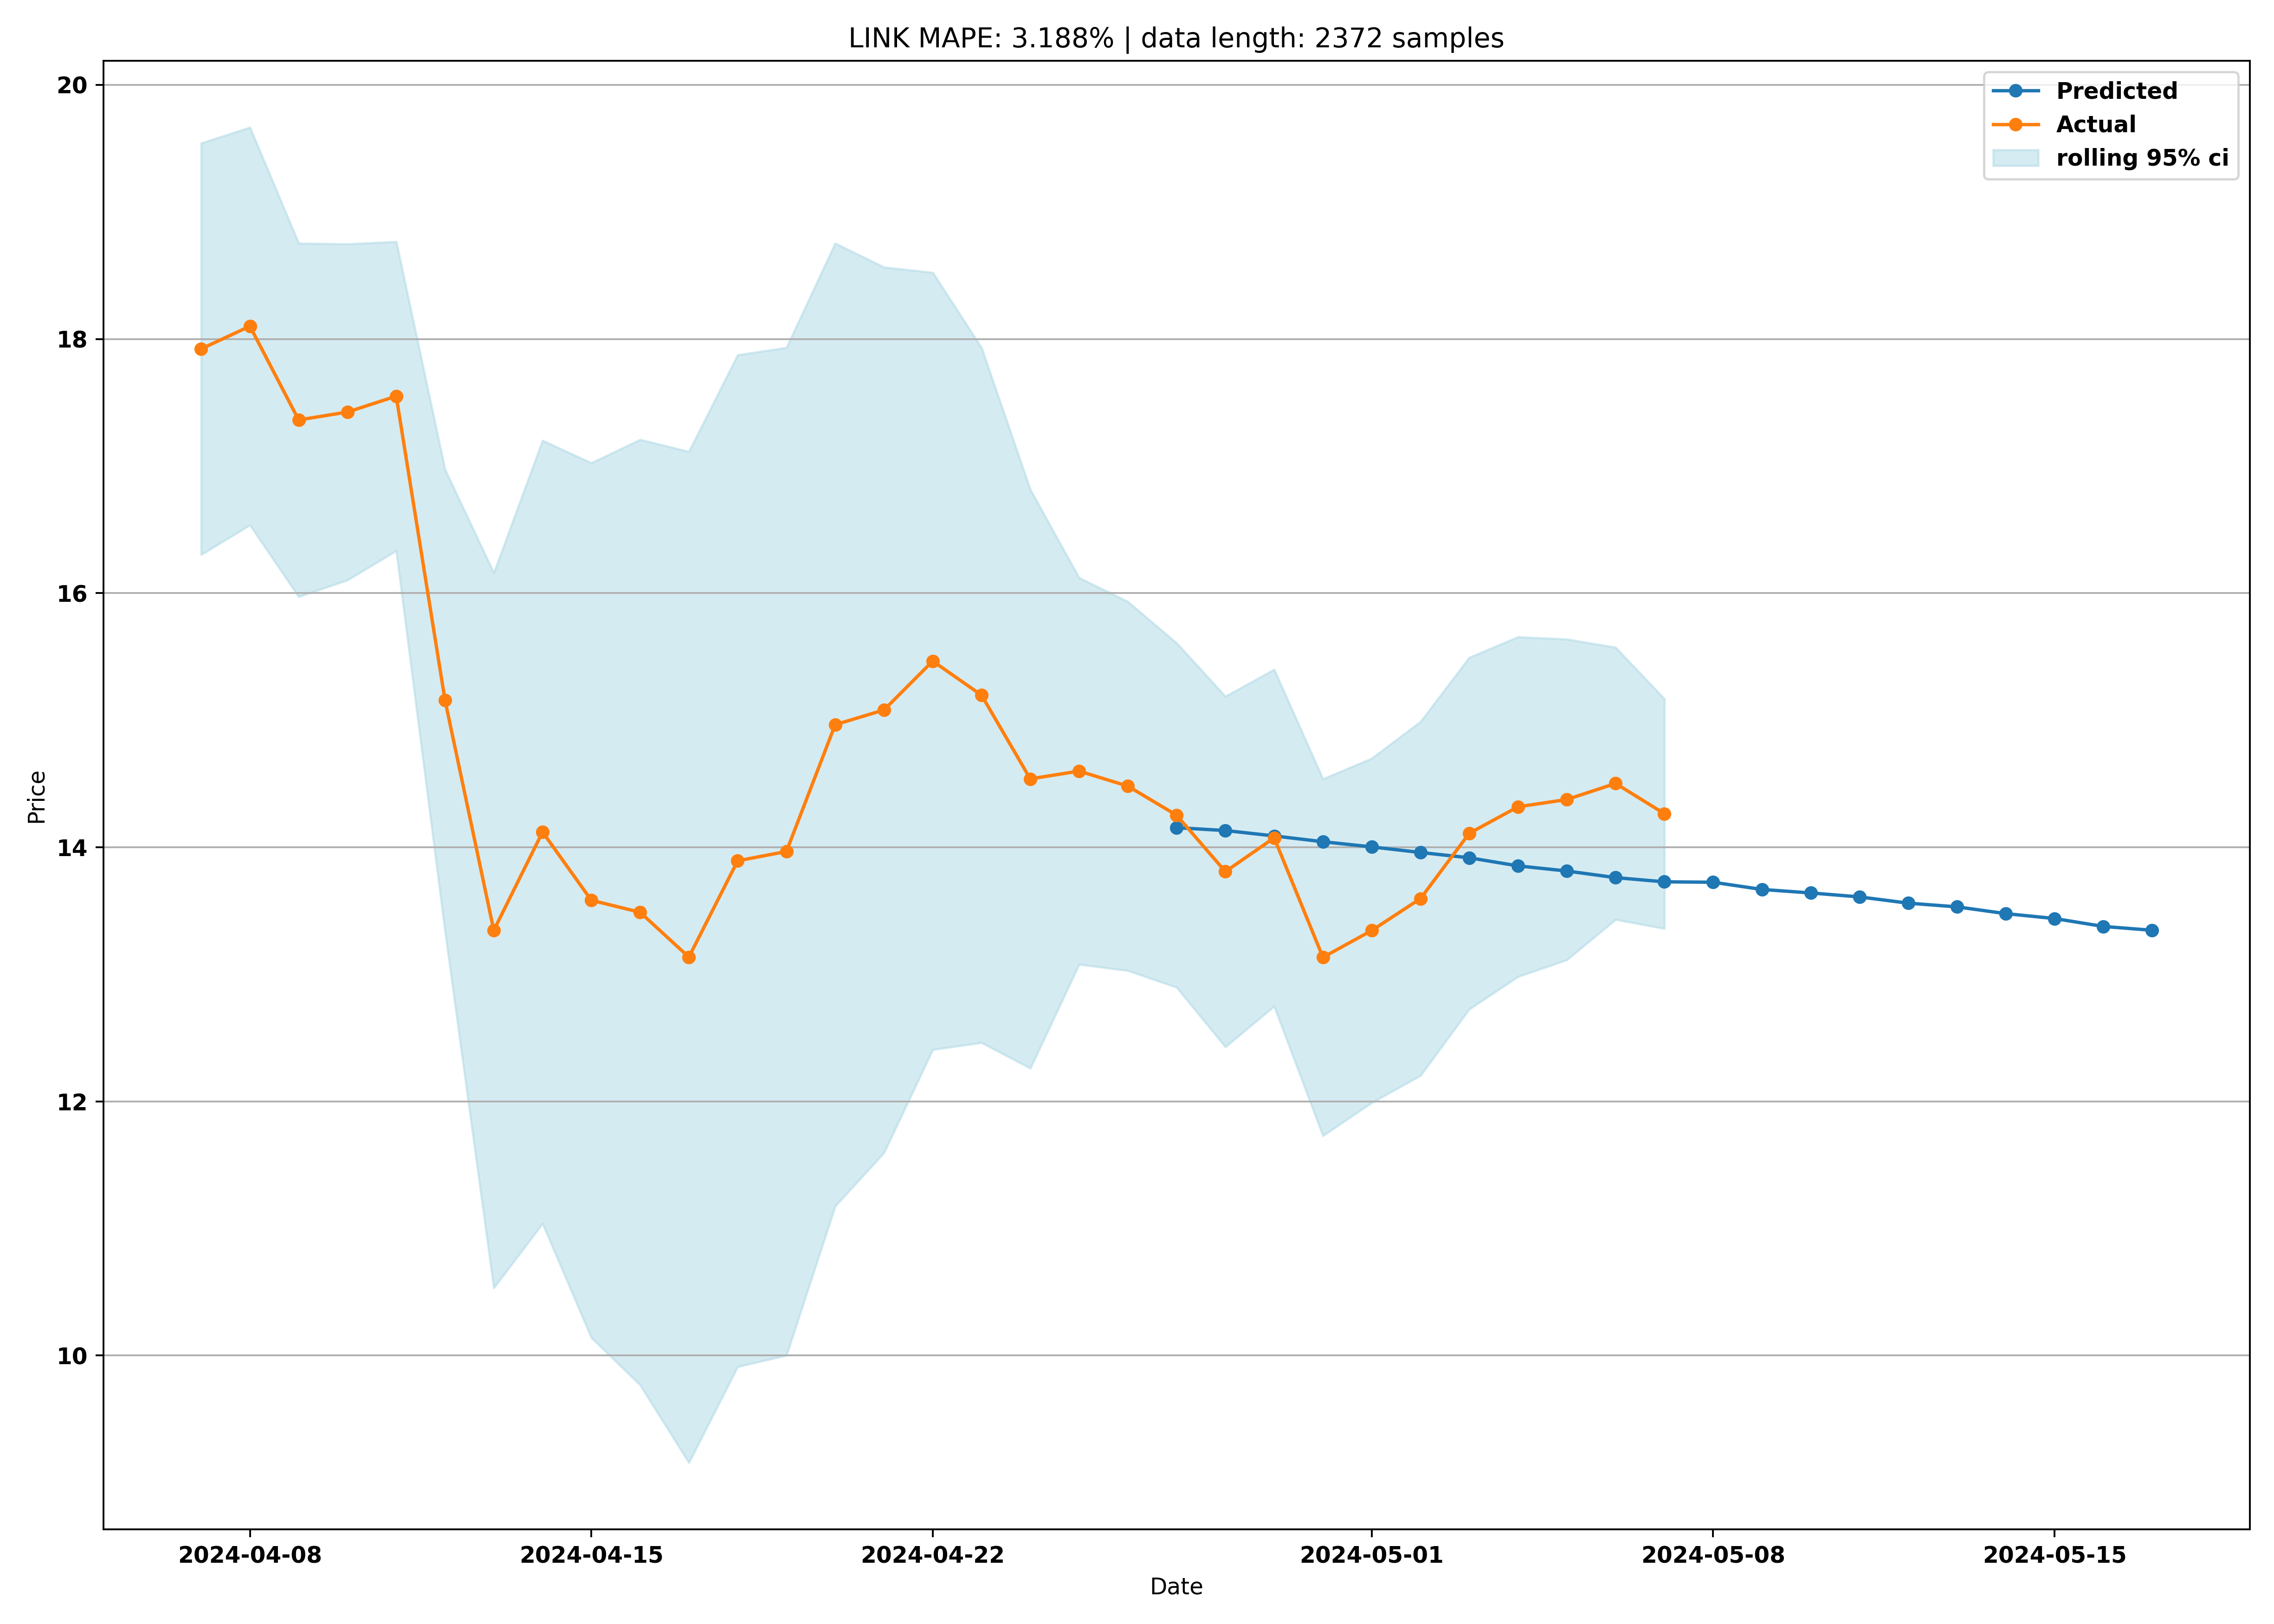 LINK MAPE: 3.188% | data length: 2372 samples
Predicted
Actual
rolling 95% ci
20
18
16
14
12
10
Price
2024-04-08
2024-04-15
2024-04-22
2024-05-01
2024-05-08
2024-05-15
Date